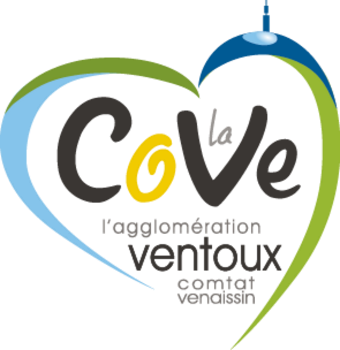 la
CoVe
l'agglomération
ventoux
comtat
venaissin